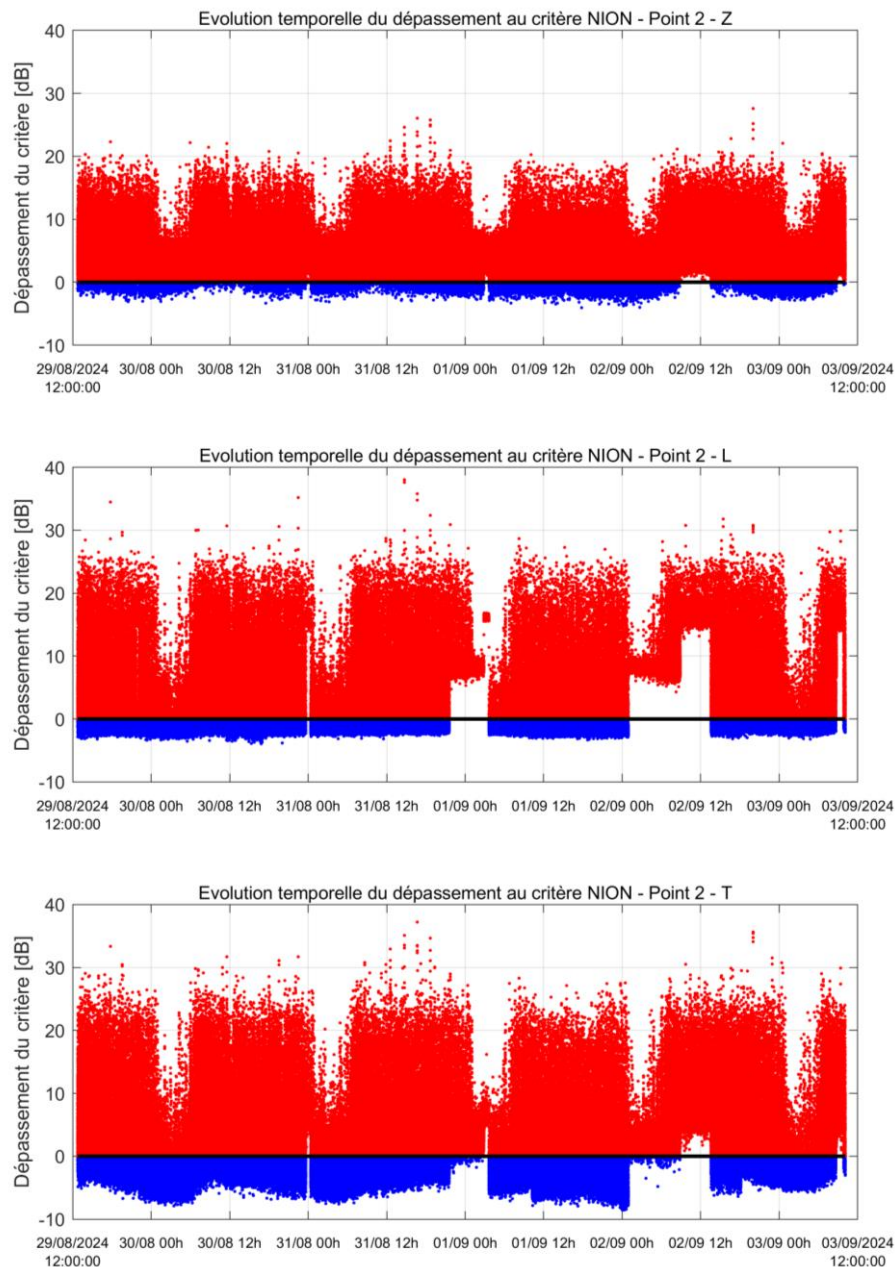 Evolution temporelle du dépassement au critère NION - Point 2 - Z
Dépassement du critère [dB]
40
30
20
10
0
-10
29/08/2024 30/08 00h 30/08 12h 31/08 00h 31/08 12h 01/09 00h 01/09 12h 02/09 00h 02/09 12h 03/09 00h 03/09/2024
12:00:00 12:00:00
Evolution temporelle du dépassement au critère NION - Point 2 - L
Dépassement du critère [dB]
40
30
20
10
0
-10
29/08/2024 30/08 00h 30/08 12h 31/08 00h 31/08 12h 01/09 00h 01/09 12h 02/09 00h 02/09 12h 03/09 00h 03/09/2024
12:00:00 12:00:00
Evolution temporelle du dépassement au critère NION - Point 2 - T
Dépassement du critère [dB]
40
30
20
10
0
-10
29/08/2024 30/08 00h 30/08 12h 31/08 00h 31/08 12h 01/09 00h 01/09 12h 02/09 00h 02/09 12h 03/09 00h 03/09/2024
12:00:00 12:00:00